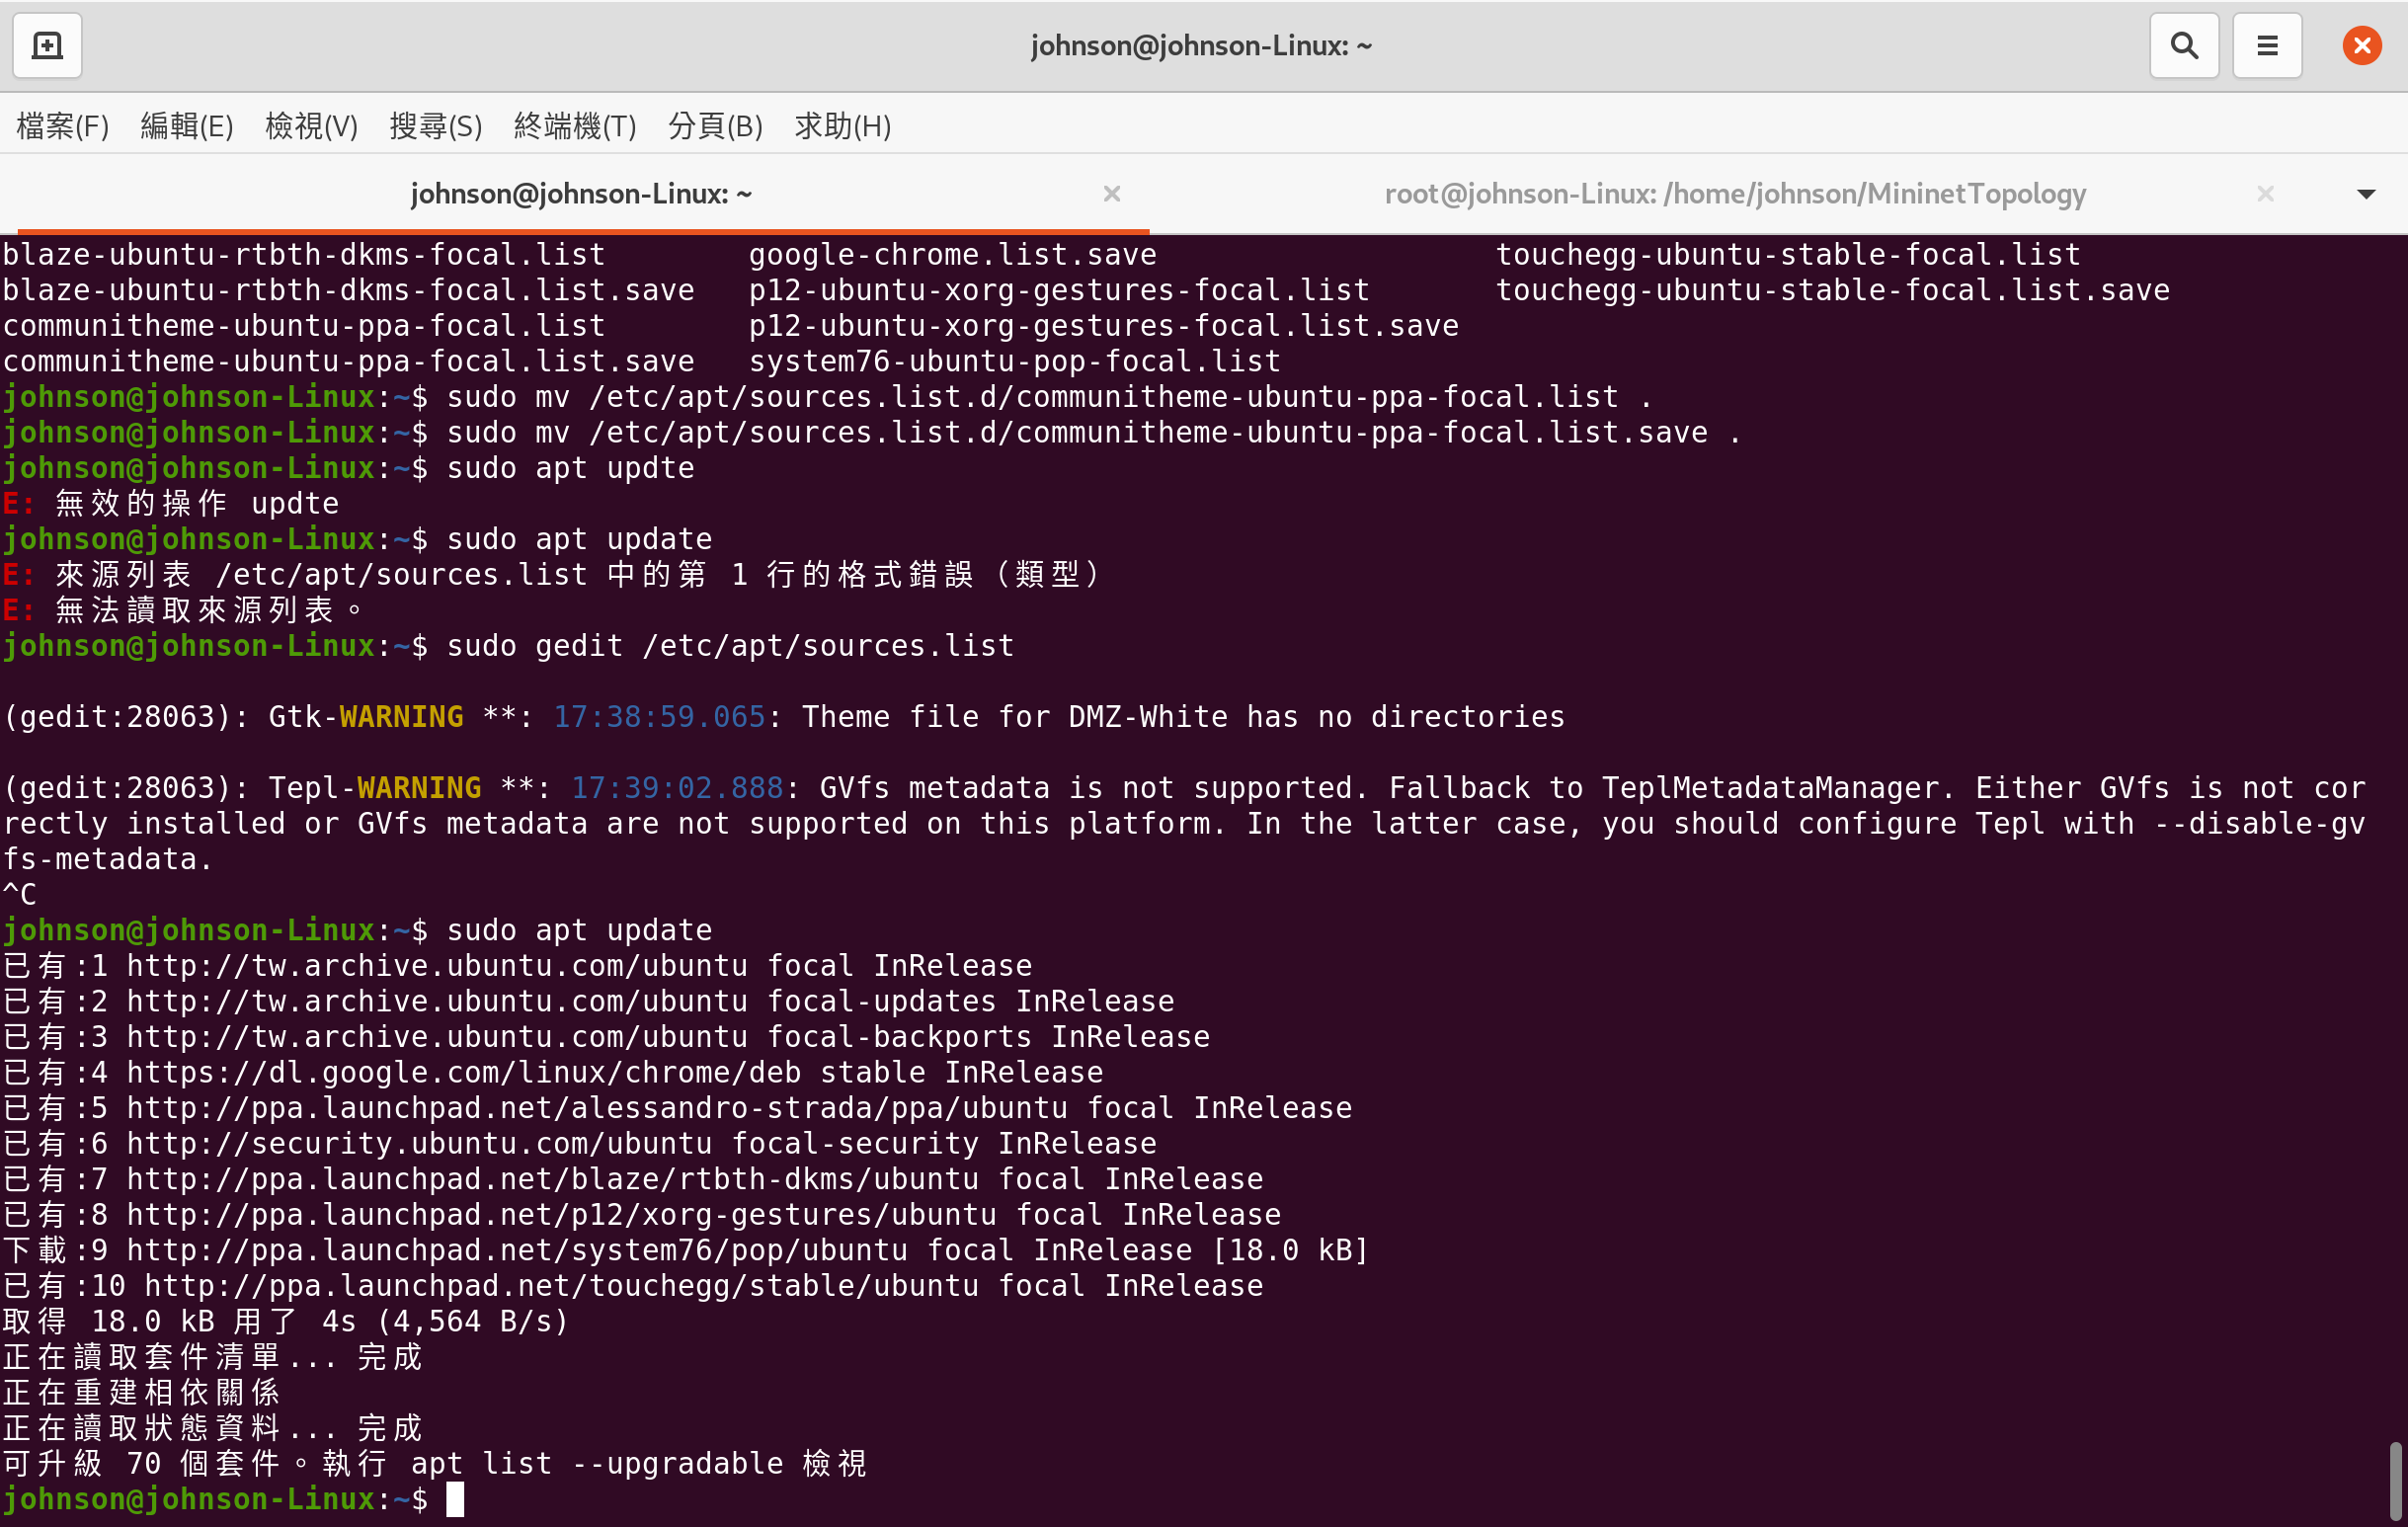 johnson@johnson-Linux: ~
檔案(F) 編輯(E) 檢視(V) 搜尋(S) 終端機(T) 分頁(B) 求助(H)
johnson@johnson-Linux: ~ root@johnson-Linux: /home/johnson/MininetTopology
blaze-ubuntu-rtbth-dkms-focal.list google-chrome.list.save touchegg-ubuntu-stable-focal.list
blaze-ubuntu-rtbth-dkms-focal.list.save p12-ubuntu-xorg-gestures-focal.list touchegg-ubuntu-stable-focal.list.save
communitheme-ubuntu-ppa-focal.list p12-ubuntu-xorg-gestures-focal.list.save
communitheme-ubuntu-ppa-focal.list.save system76-ubuntu-pop-focal.list
johnson@johnson-Linux:~$ sudo mv /etc/apt/sources.list.d/communitheme-ubuntu-ppa-focal.list .
johnson@johnson-Linux:~$ sudo mv /etc/apt/sources.list.d/communitheme-ubuntu-ppa-focal.list.save .
johnson@johnson-Linux:~$ sudo apt updte
E: 無效的操作 updte
johnson@johnson-Linux:~$ sudo apt update
E: 來源列表 /etc/apt/sources.list 中的第 1 行的格式錯誤（類型）
E: 無法讀取來源列表。
johnson@johnson-Linux:~$ sudo gedit /etc/apt/sources.list
(gedit:28063): Gtk-WARNING **: 17:38:59.065: Theme file for DMZ-White has no directories
(gedit:28063): Tepl-WARNING **: 17:39:02.888: GVfs metadata is not supported. Fallback to TeplMetadataManager. Either GVfs is not cor
rectly installed or GVfs metadata are not supported on this platform. In the latter case, you should configure Tepl with --disable-gv
fs-metadata.
^C
johnson@johnson-Linux:~$ sudo apt update
已有:1 http://tw.archive.ubuntu.com/ubuntu focal InRelease
已有:2 http://tw.archive.ubuntu.com/ubuntu focal-updates InRelease
已有:3 http://tw.archive.ubuntu.com/ubuntu focal-backports InRelease
已有:4 https://dl.google.com/linux/chrome/deb stable InRelease
已有:5 http://ppa.launchpad.net/alessandro-strada/ppa/ubuntu focal InRelease
已有:6 http://security.ubuntu.com/ubuntu focal-security InRelease
已有:7 http://ppa.launchpad.net/blaze/rtbth-dkms/ubuntu focal InRelease
已有:8 http://ppa.launchpad.net/p12/xorg-gestures/ubuntu focal InRelease
下載:9 http://ppa.launchpad.net/system76/pop/ubuntu focal InRelease [18.0 kB]
已有:10 http://ppa.launchpad.net/touchegg/stable/ubuntu focal InRelease
取得 18.0 kB 用了 4s (4,564 B/s)
正在讀取套件清單... 完成
正在重建相依關係
正在讀取狀態資料... 完成
可升級 70 個套件。執行 apt list --upgradable 檢視
johnson@johnson-Linux:~$